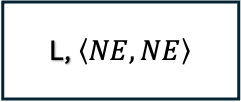 L, ⟨NE, NE⟩